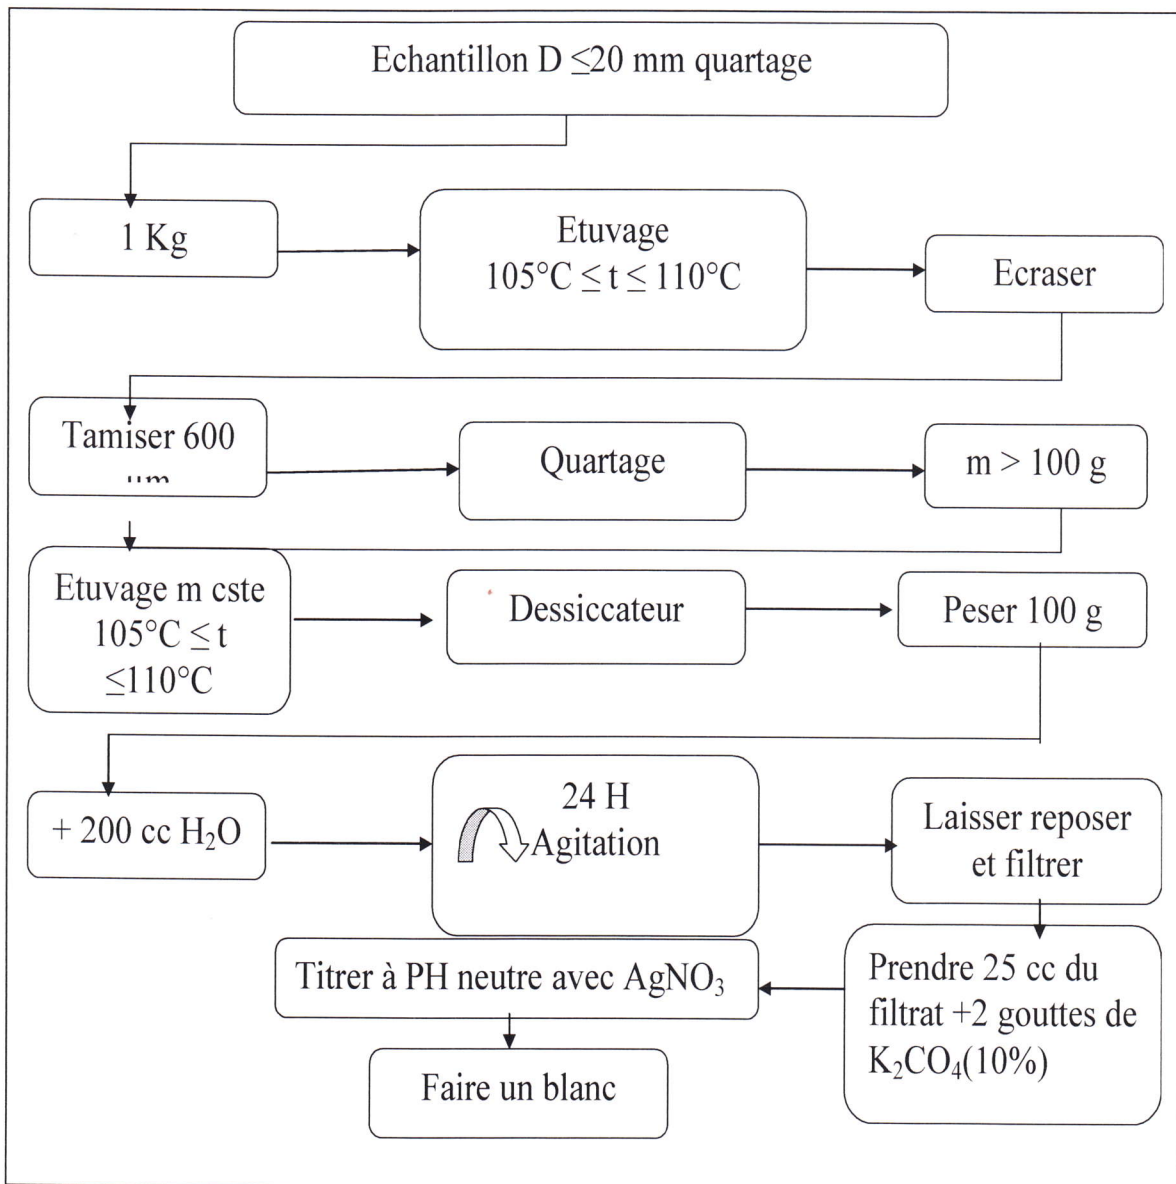 Echantillon D ≤20 mm quartage
1 Kg
Etuvage
105°C ≤ t ≤ 110°C
Ecraser
Tamiser 600
µm
Quartage
m > 100 g
Etuvage m cste
105°C ≤ t
≤110°C
Dessiccateur
Peser 100 g
+ 200 cc H₂O
24 H
Agitation
Laisser reposer
et filtrer
Prendre 25 cc du
filtrat +2 gouttes de
K₂CO₄(10%)
Titrer à PH neutre avec AgNO₃
Faire un blanc